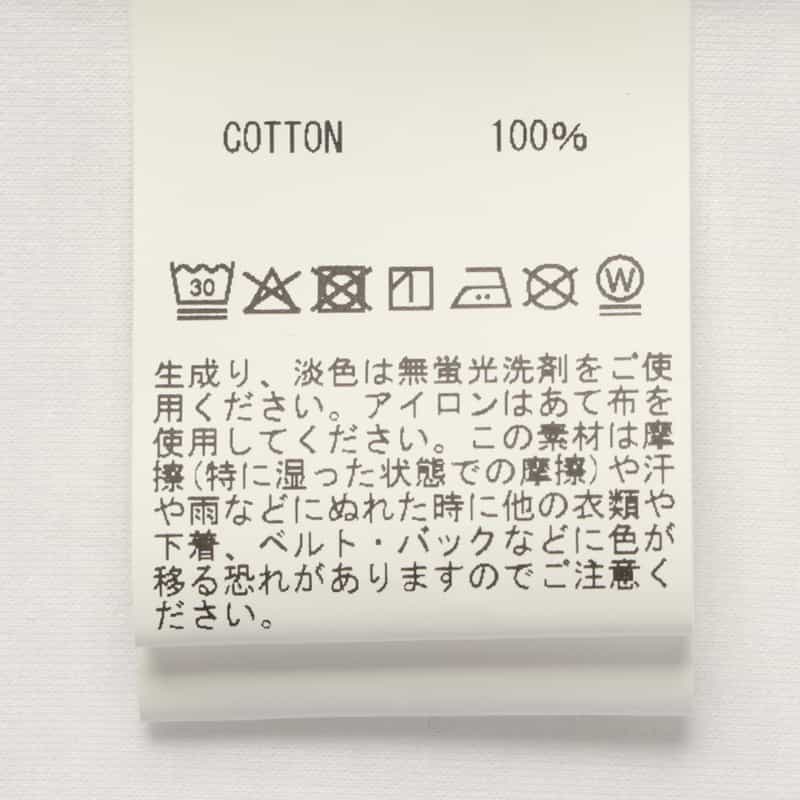 COTTON 100%
30 W
生成り、淡色は無蛍光洗剤をご使
用ください。アイロンはあて布を
使用してください。この素材は摩
擦(特に湿った状態での摩擦)や汗
や雨などにぬれた時に他の衣類や
下着、ベルト・バックなどに色が
移る恐れがありますのでご注意く
ださい。